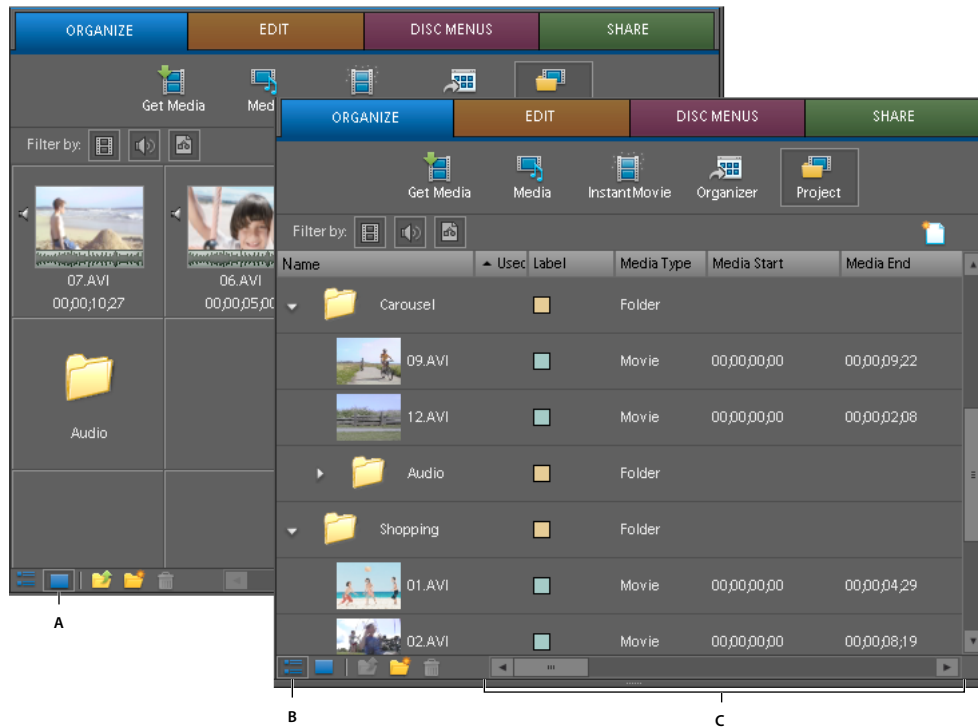 ORGANIZE EDIT DISC MENUS SHARE
Get Media Med
Filter by:
07.AVI 06.AVI
00;00;10;27 00;00;05;00
Audio
ORGANIZE EDIT DISC MENUS SHARE
Get Media Media InstantMovie Organizer Project
Filter by:
Name Used Label Media Type Media Start Media End
Carousel Folder
09.AVI Movie 00;00;00;00 00;00;09;22
12.AVI Movie 00;00;00;00 00;00;02;08
Audio Folder
Shopping Folder
01.AVI Movie 00;00;00;00 00;00;04;29
02.AVI Movie 00;00;00;00 00;00;08;19
A
B C